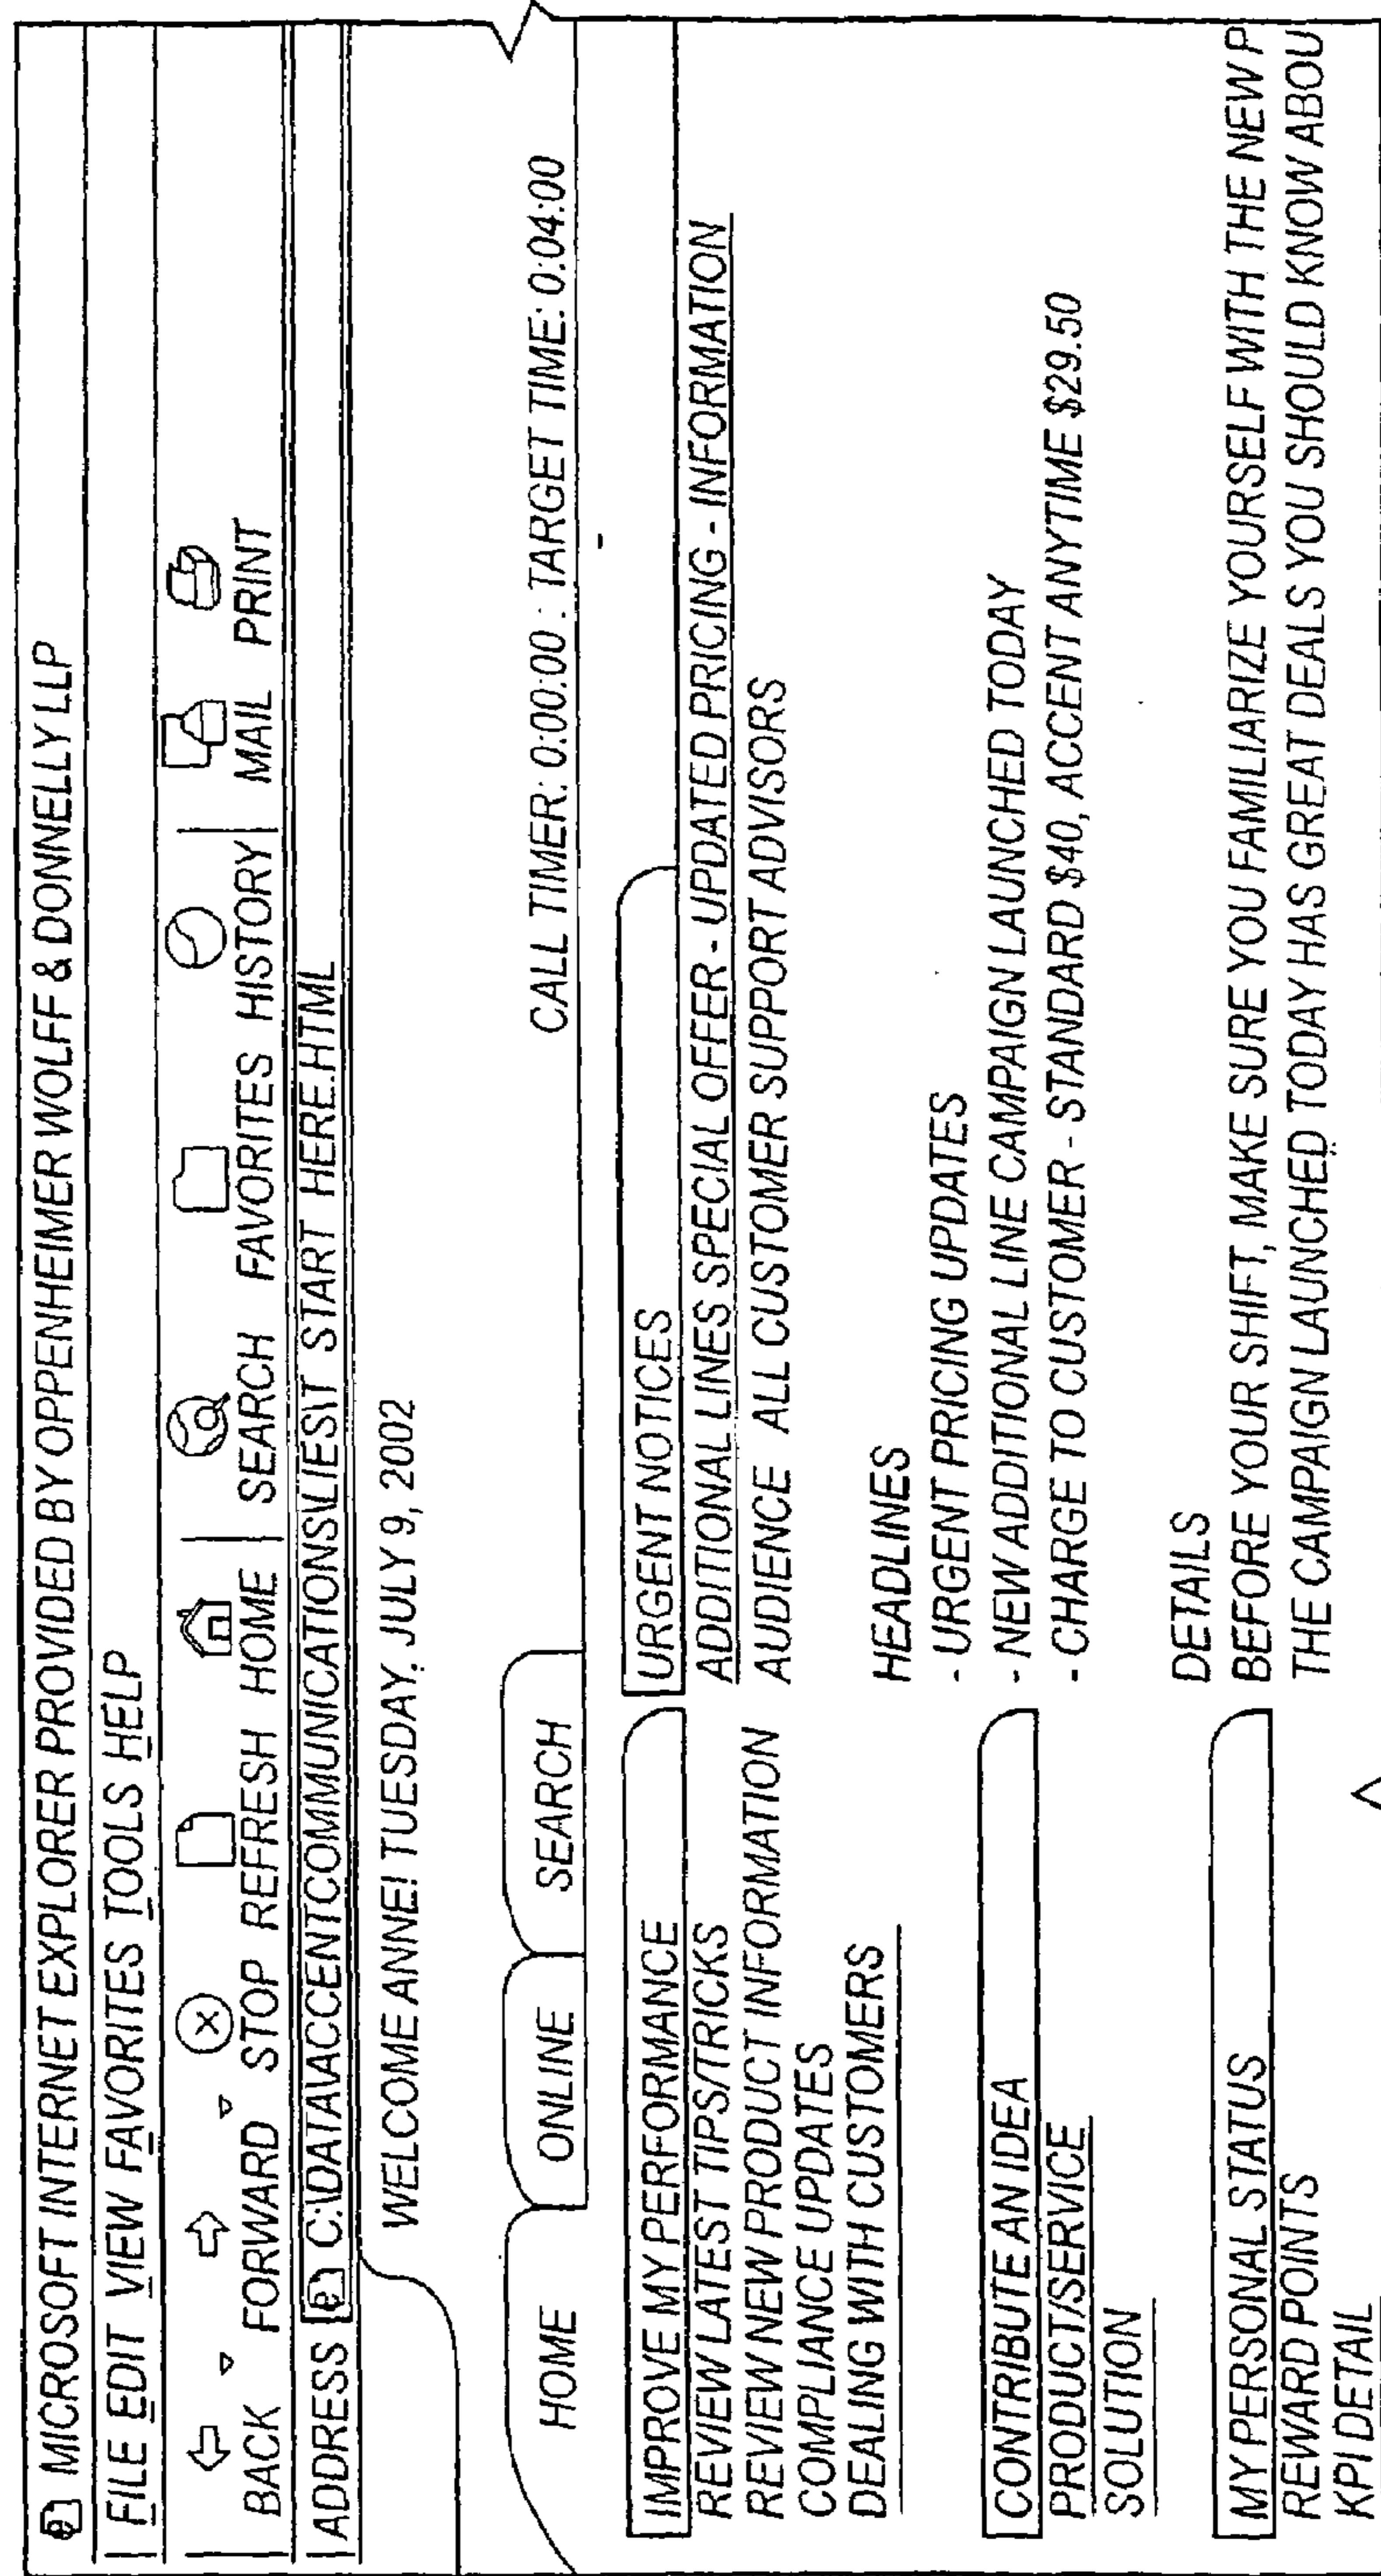 MICROSOFT INTERNET EXPLORER PROVIDED BY OPPENHEIMER WOLFF & DONNELLY LLP
FILE EDIT VIEW FAVORITES TOOLS HELP
BACK FORWARD STOP REFRESH HOME SEARCH FAVORITES HISTORY MAIL PRINT
ADDRESS C:\DATA\ACCENTCOMMUNICATIONS\LIEST START HERE.HTML
WELCOME ANNE! TUESDAY, JULY 9, 2002
CALL TIMER: 0:00:00 : TARGET TIME: 0:04:00
HOME ONLINE SEARCH
IMPROVE MY PERFORMANCE
REVIEW LATEST TIPS/TRICKS
REVIEW NEW PRODUCT INFORMATION
COMPLIANCE UPDATES
DEALING WITH CUSTOMERS
CONTRIBUTE AN IDEA
PRODUCT/SERVICE
SOLUTION
MY PERSONAL STATUS
REWARD POINTS
KPI DETAIL
URGENT NOTICES
ADDITIONAL LINES SPECIAL OFFER - UPDATED PRICING - INFORMATION
AUDIENCE ALL CUSTOMER SUPPORT ADVISORS
HEADLINES
- URGENT PRICING UPDATES
- NEW ADDITIONAL LINE CAMPAIGN LAUNCHED TODAY
- CHARGE TO CUSTOMER - STANDARD $40, ACCENT ANYTIME $29.50
DETAILS
BEFORE YOUR SHIFT, MAKE SURE YOU FAMILIARIZE YOURSELF WITH THE NEW P
THE CAMPAIGN LAUNCHED TODAY HAS GREAT DEALS YOU SHOULD KNOW ABOU